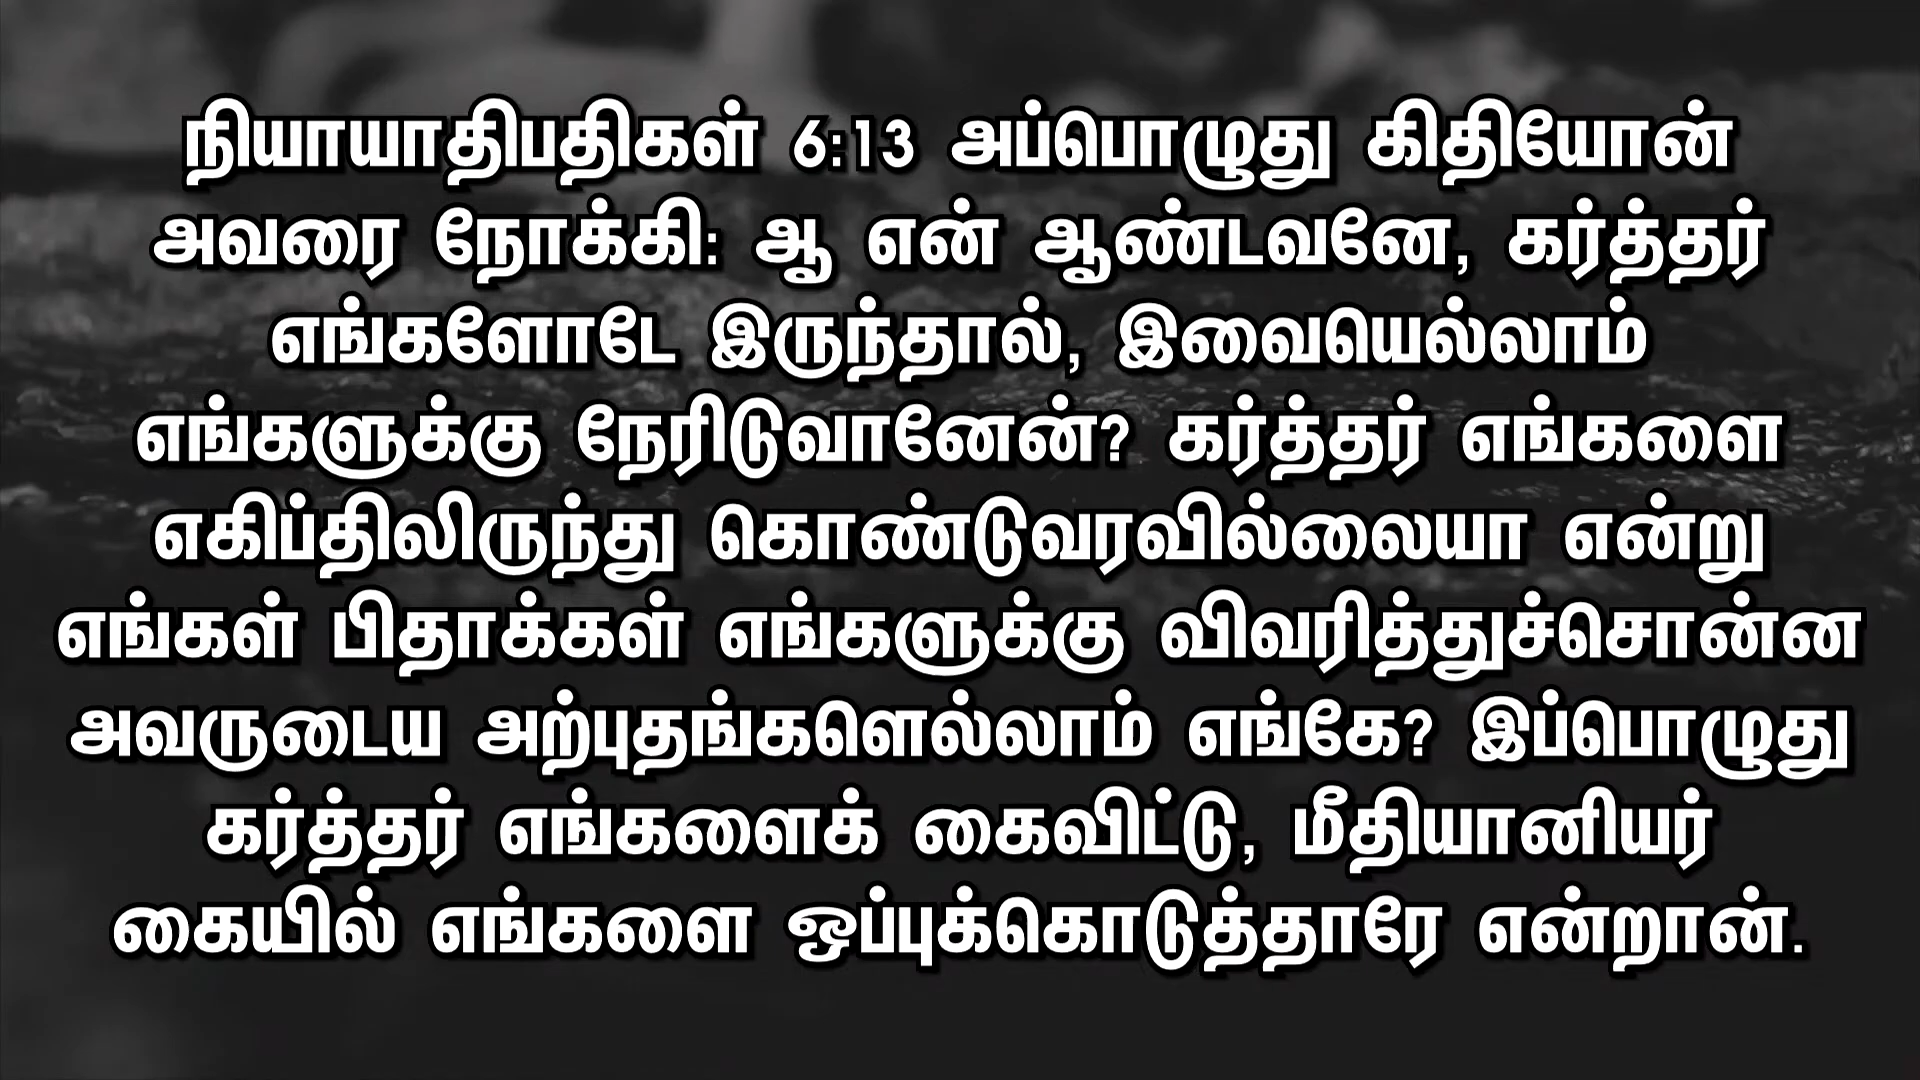 நியாயாதிபதிகள் 6:13 அப்பொழுது கிதியோன்
அவரை நோக்கி: ஆ என் ஆண்டவனே, கர்த்தர்
எங்களோடே இருந்தால், இவையெல்லாம்
எங்களுக்கு நேரிடுவானேன்? கர்த்தர் எங்களை
எகிப்திலிருந்து கொண்டுவரவில்லையா என்று
எங்கள் பிதாக்கள் எங்களுக்கு விவரித்துச்சொன்ன
அவருடைய அற்புதங்களெல்லாம் எங்கே? இப்பொழுது
கர்த்தர் எங்களைக் கைவிட்டு, மீதியானியர்
கையில் எங்களை ஒப்புக்கொடுத்தாரே என்றான்.